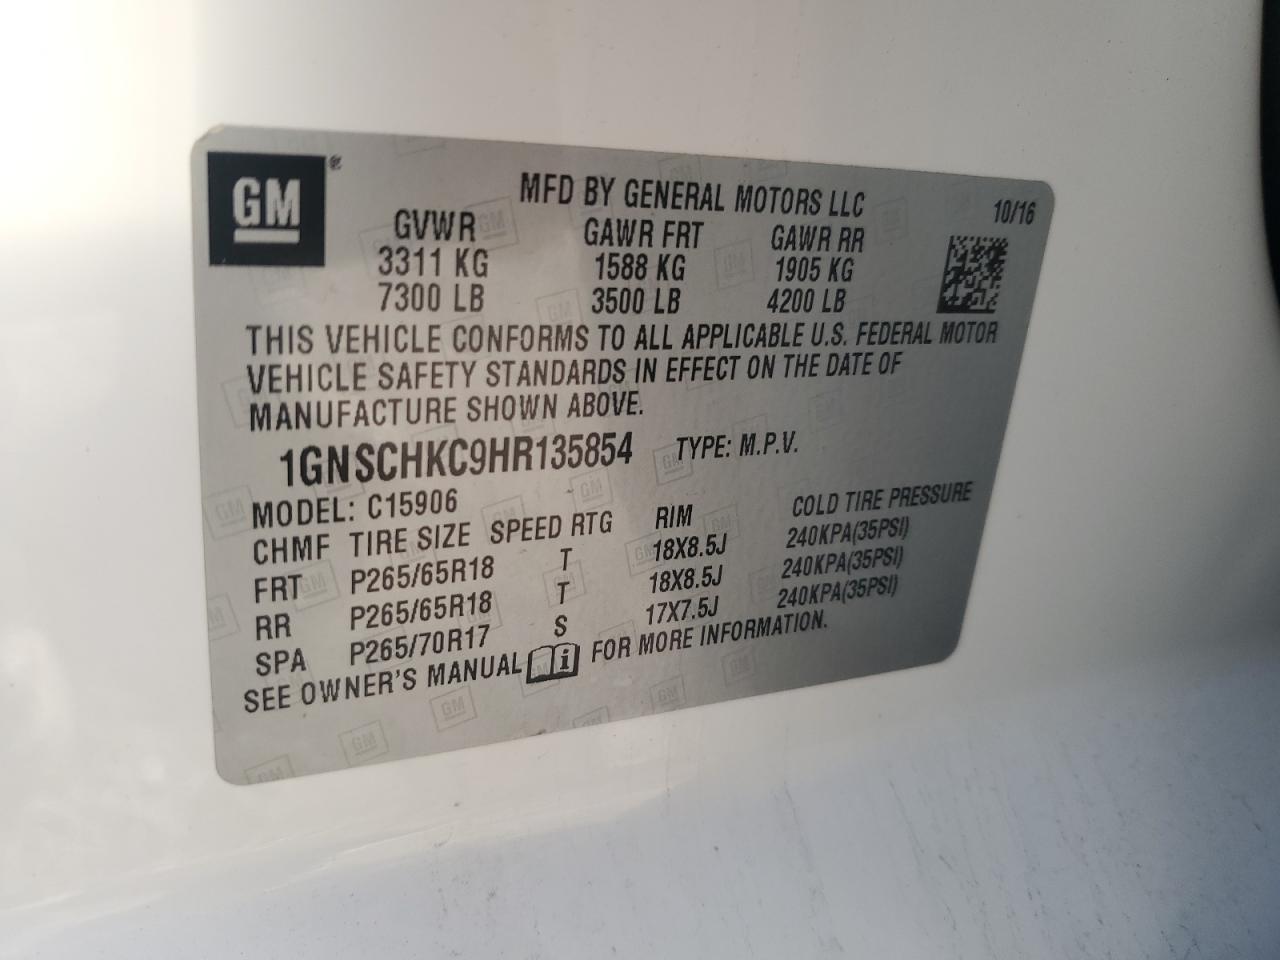 GM ®
MFD BY GENERAL MOTORS LLC 10/16
GVWR GAWR FRT GAWR RR
3311 KG 1588 KG 1905 KG
7300 LB 3500 LB 4200 LB
THIS VEHICLE CONFORMS TO ALL APPLICABLE U.S. FEDERAL MOTOR
VEHICLE SAFETY STANDARDS IN EFFECT ON THE DATE OF
MANUFACTURE SHOWN ABOVE.
1GNSCHKC9HR135854 TYPE: M.P.V.
MODEL: C15906
CHMF TIRE SIZE SPEED RTG RIM COLD TIRE PRESSURE
FRT P265/65R18 T 18X8.5J 240KPA(35PSI)
RR P265/65R18 T 18X8.5J 240KPA(35PSI)
SPA P265/70R17 S 17X7.5J 240KPA(35PSI)
SEE OWNER'S MANUAL i FOR MORE INFORMATION.